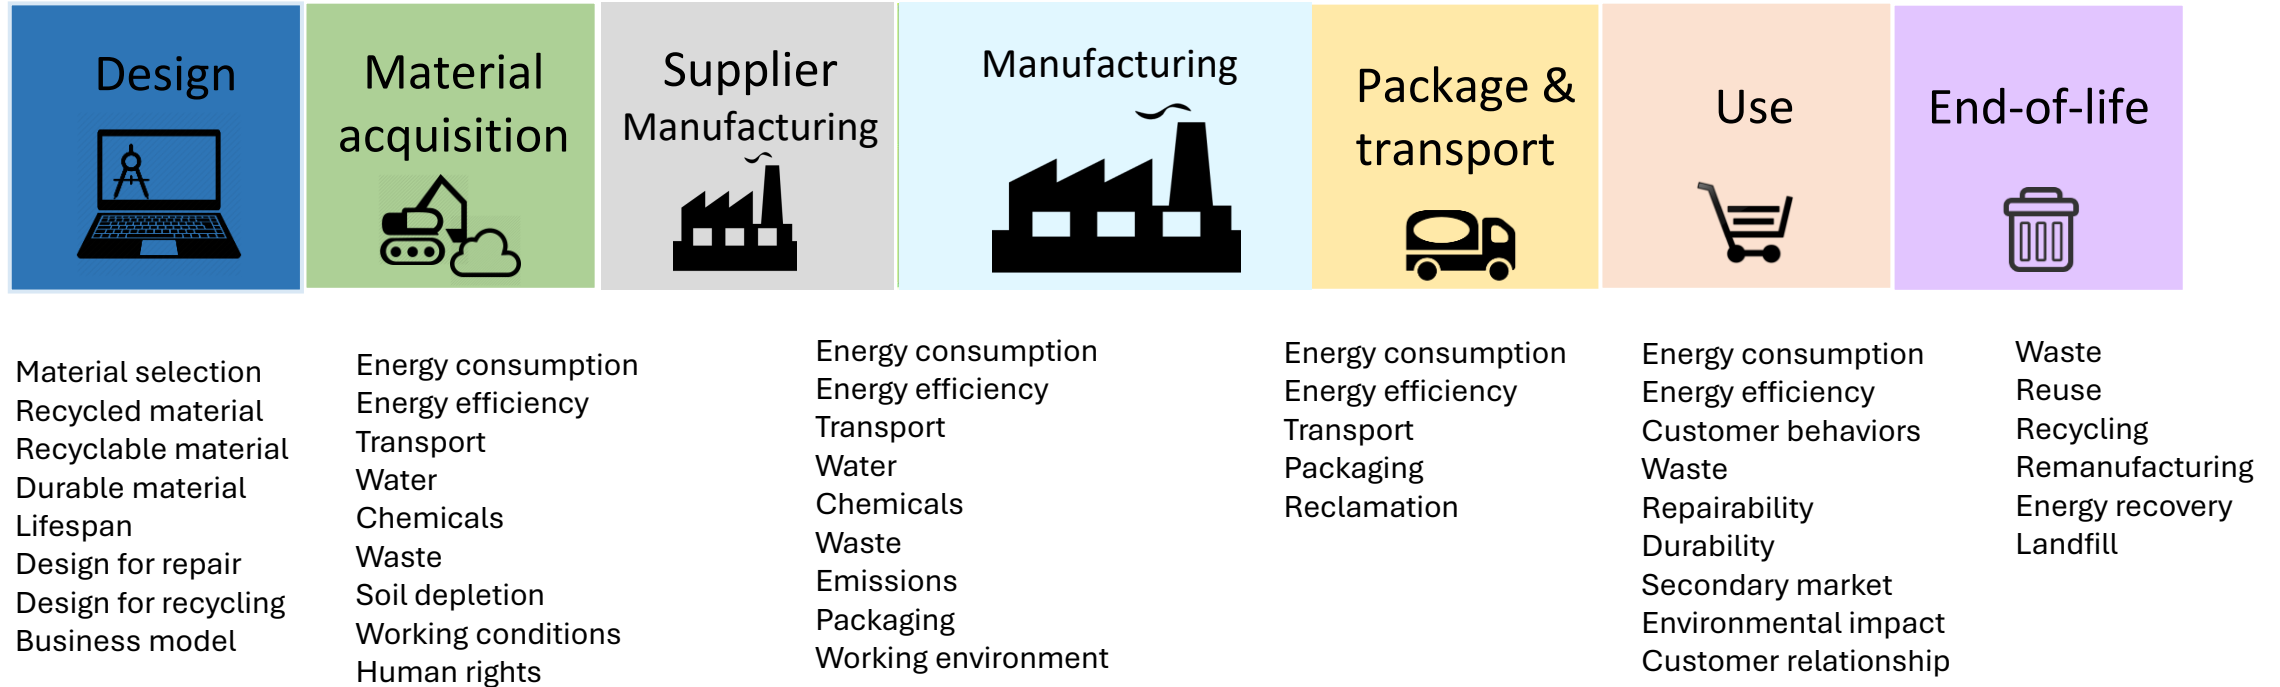 Design
Material
acquisition
Supplier
Manufacturing
Manufacturing
Package &
transport
Use
End-of-life
Material selection
Recycled material
Recyclable material
Durable material
Lifespan
Design for repair
Design for recycling
Business model
Energy consumption
Energy efficiency
Transport
Water
Chemicals
Waste
Soil depletion
Working conditions
Human rights
Energy consumption
Energy efficiency
Transport
Water
Chemicals
Waste
Emissions
Packaging
Working environment
Energy consumption
Energy efficiency
Transport
Packaging
Reclamation
Energy consumption
Energy efficiency
Customer behaviors
Waste
Repairability
Durability
Secondary market
Environmental impact
Customer relationship
Waste
Reuse
Recycling
Remanufacturing
Energy recovery
Landfill